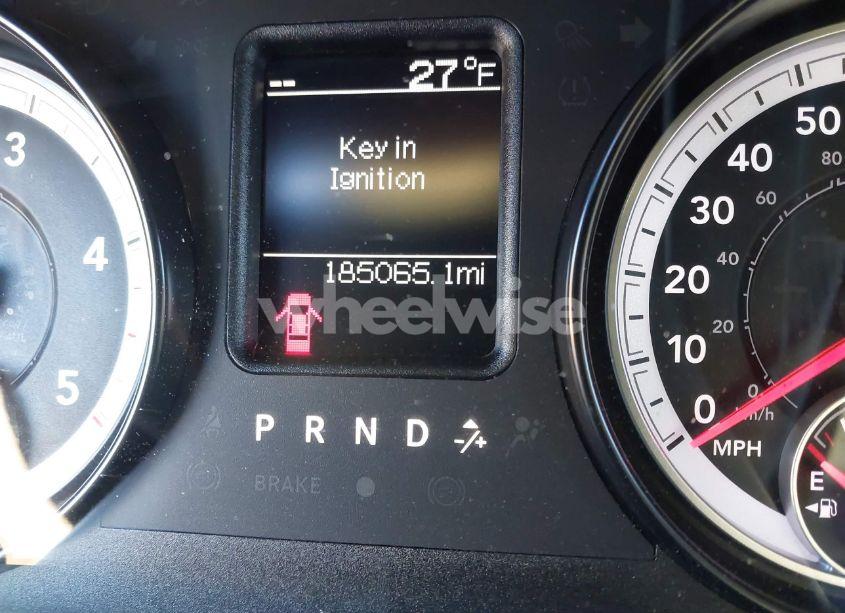 -- 27°F
Key in
Ignition
185065.1mi
wheelwise
P R N D -/+
BRAKE
3
4
5
50
40
30
20
10
0
MPH
80
60
40
20
0
km/h
E